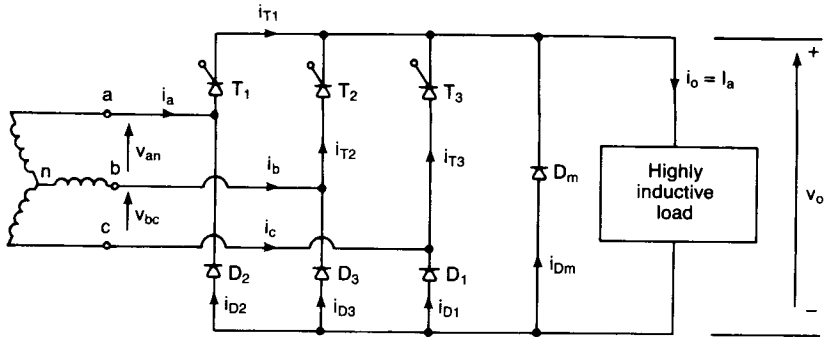 i_T1
+
T_1
T_2
T_3
i_o = I_a
a
i_a
v_an
i_T2
i_T3
D_m
Highly
inductive
load
v_o
n
b
i_b
v_bc
c
i_c
D_2
D_3
D_1
i_Dm
i_D2
i_D3
i_D1
−